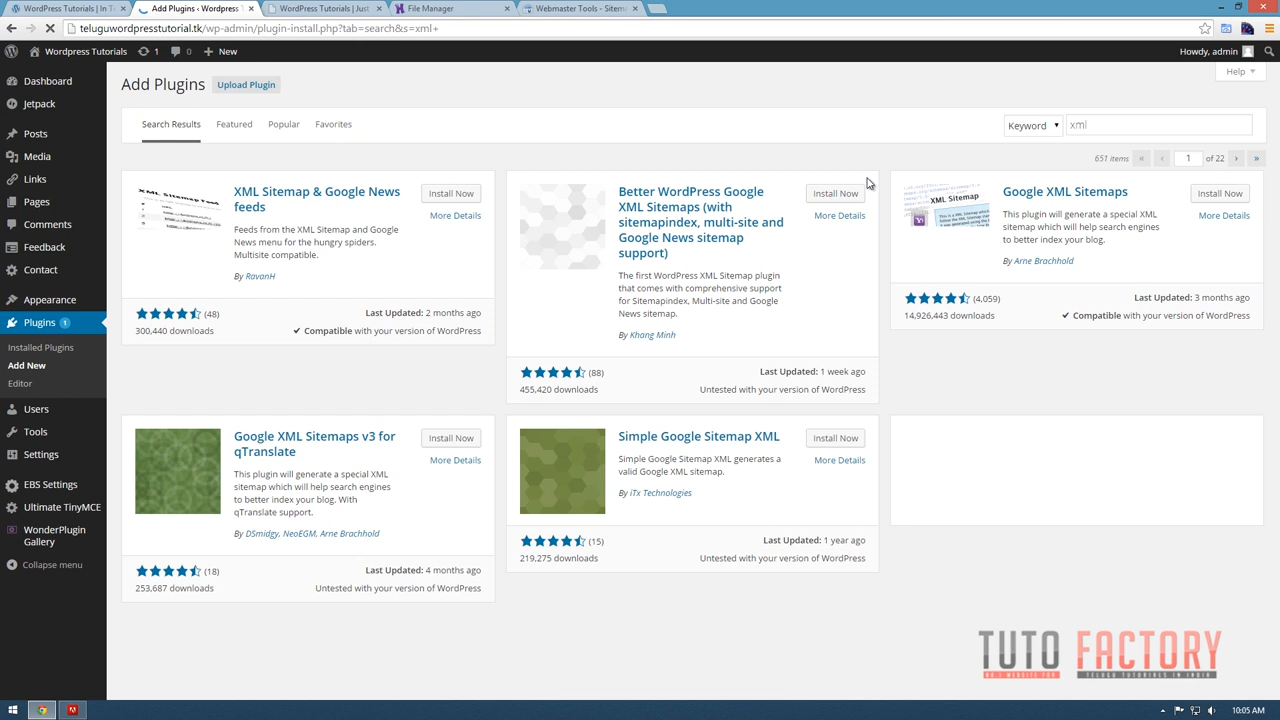 WordPress Tutorials | In Te
Add Plugins ‹ Wordpress T
WordPress Tutorials | Just
File Manager
Webmaster Tools - Sitema
teluguwordpresstutorial.tk/wp-admin/plugin-install.php?tab=search&s=xml+
Wordpress Tutorials
1
0
New
Howdy, admin
Dashboard
Jetpack
Posts
Media
Links
Pages
Comments
Feedback
Contact
Appearance
Plugins 1
Installed Plugins
Add New
Editor
Users
Tools
Settings
EBS Settings
Ultimate TinyMCE
WonderPlugin
Gallery
Collapse menu
Add Plugins
Upload Plugin
Help
Search Results
Featured
Popular
Favorites
Keyword
xml
651 items « ‹ 1 of 22 › »
XML Sitemap & Google News
feeds
Install Now
More Details
Feeds from the XML Sitemap and
Google News menu for the hungry spiders.
Multisite compatible.
By RavanH
(48)
300,440 downloads
Last Updated: 2 months ago
✔ Compatible with your version of WordPress
Better WordPress Google
XML Sitemaps (with
sitemapindex, multi-site and
Google News sitemap
support)
Install Now
More Details
The first WordPress XML Sitemap plugin
that comes with comprehensive support
for Sitemapindex, Multi-site and Google
News sitemap.
By Khang Minh
(88)
455,420 downloads
Last Updated: 1 week ago
Untested with your version of WordPress
XML Sitemap
Google XML Sitemaps
Install Now
More Details
This plugin will generate a special XML
sitemap which will help search engines
to better index your blog.
By Arne Brachhold
(4,059)
14,926,443 downloads
Last Updated: 3 months ago
✔ Compatible with your version of WordPress
Google XML Sitemaps v3 for
qTranslate
Install Now
More Details
This plugin will generate a special XML
sitemap which will help search engines
to better index your blog. With
qTranslate support.
By DSmidgy, NeoEGM, Arne Brachhold
(18)
253,687 downloads
Last Updated: 4 months ago
Untested with your version of WordPress
Simple Google Sitemap XML
Install Now
More Details
Simple Google Sitemap XML generates a
valid Google XML sitemap.
By iTx Technologies
(15)
219,275 downloads
Last Updated: 1 year ago
Untested with your version of WordPress
TUTO FACTORY
NO.1 WEBSITE FOR
TELUGU TUTORIALS IN INDIA
10:05 AM